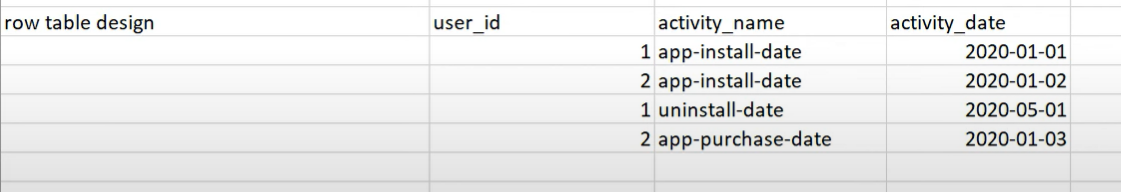 row table design user_id activity_name activity_date
1 app-install-date 2020-01-01
2 app-install-date 2020-01-02
1 uninstall-date 2020-05-01
2 app-purchase-date 2020-01-03